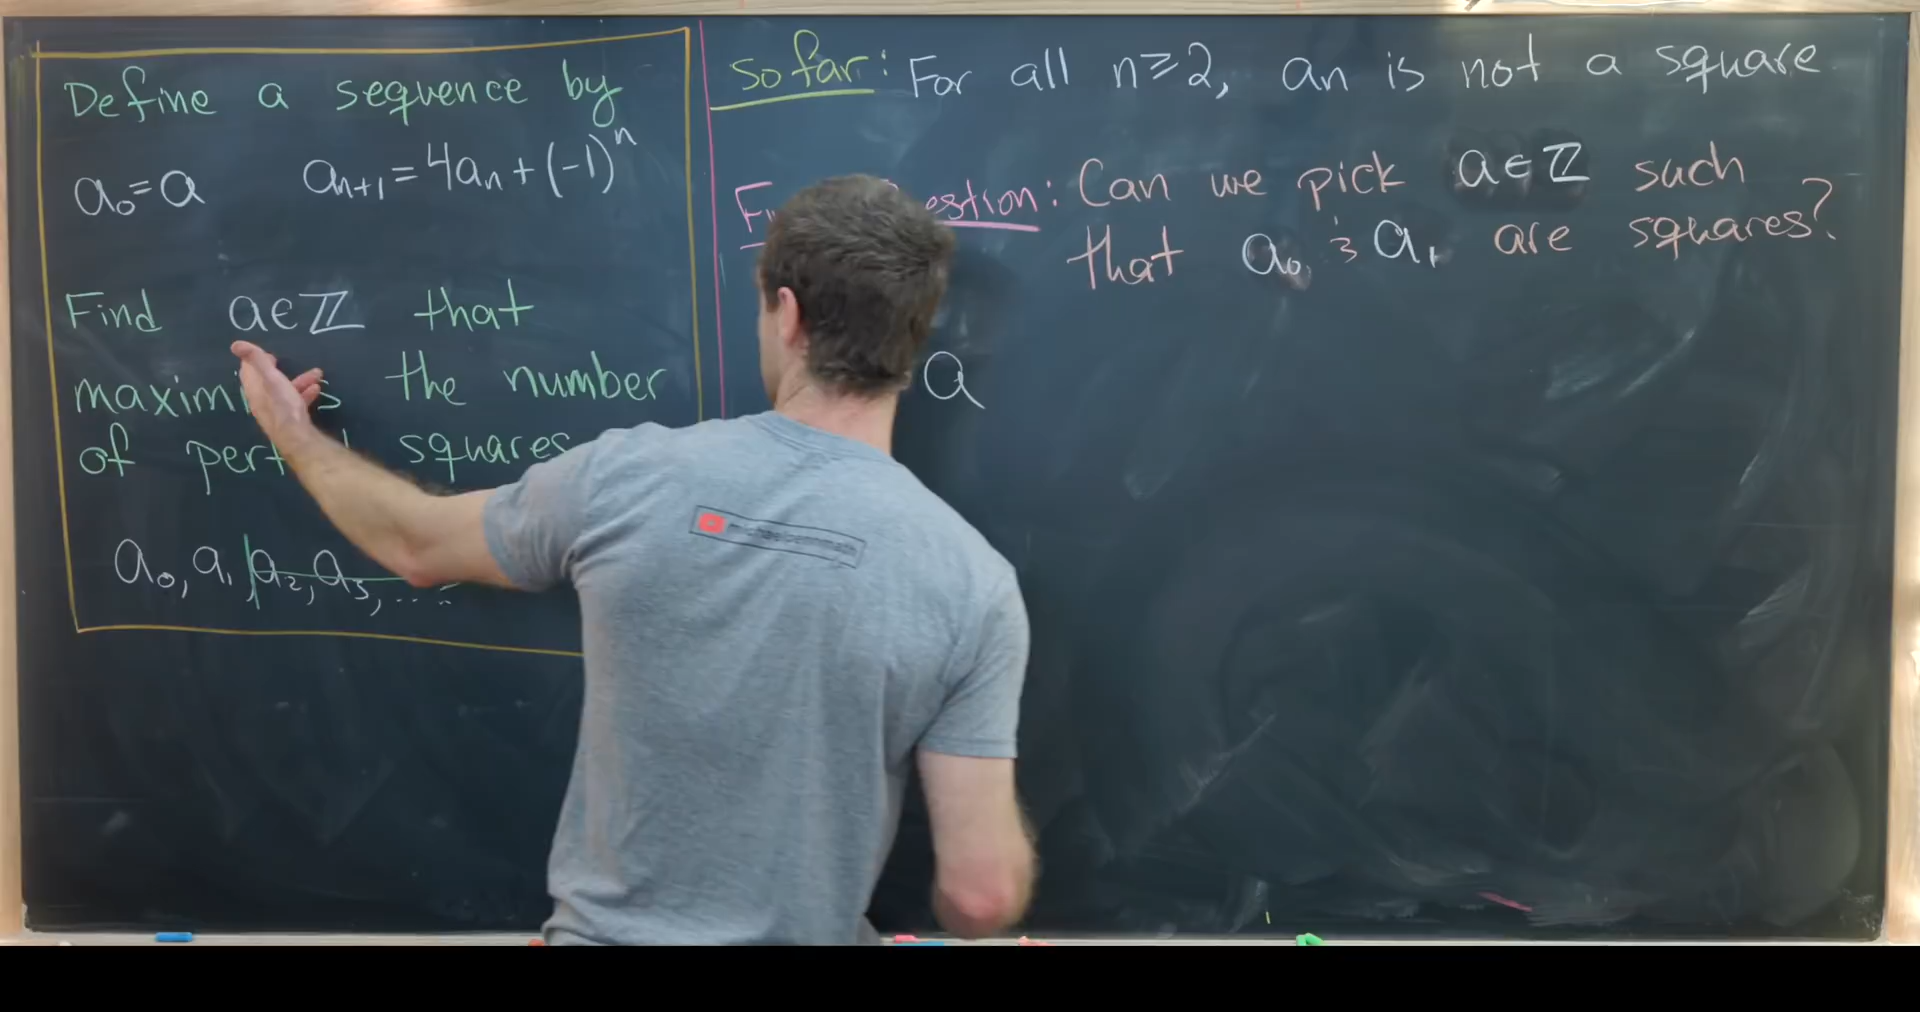 Define a sequence by
a₀=a aₙ₊₁=4aₙ+(-1)ⁿ
Find a∈ℤ that
the number
of squares
a₀, a₁, a₂, a₃, ...
so far: For all n≥2, an is not a square
Can we pick a∈ℤ such
that a₀ & a₁ are squares?
a
michaelpennmath